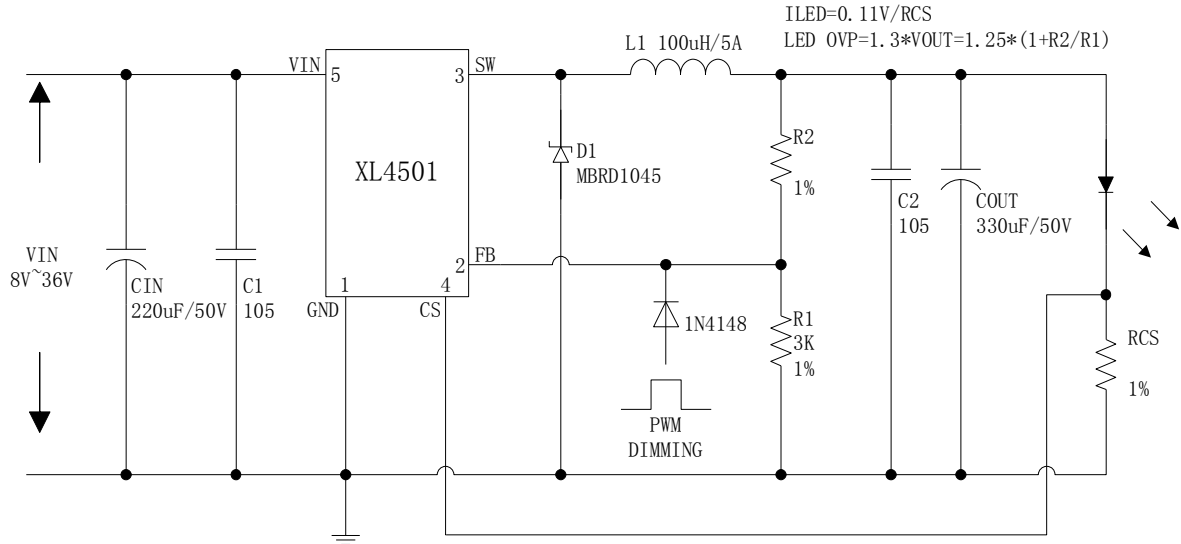 ILED=0.11V/RCS
LED OVP=1.3*VOUT=1.25*(1+R2/R1)
L1 100uH/5A
VIN
5
3
SW
XL4501
D1
MBRD1045
R2
1%
C2
105
COUT
330uF/50V
VIN
8V~36V
CIN
220uF/50V
C1
105
1
GND
4
CS
2
FB
1N4148
R1
3K
1%
RCS
1%
PWM
DIMMING